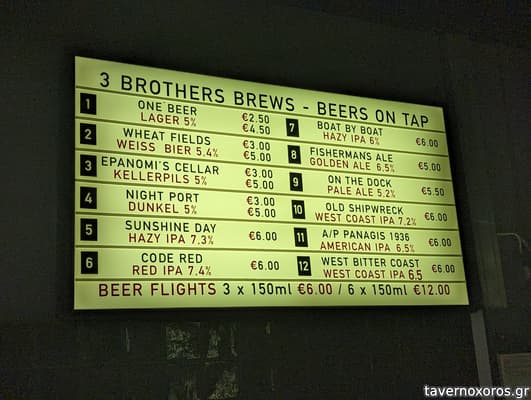 3 BROTHERS BREWS - BEERS ON TAP
1 ONE BEER €2.50
LAGER 5% €4.50
2 WHEAT FIELDS €3.00
WEISS BIER 5.4% €5.00
3 EPANOMI'S CELLAR €3.00
KELLERPILS 5% €5.00
4 NIGHT PORT €3.00
DUNKEL 5% €5.00
5 SUNSHINE DAY
HAZY IPA 7.3% €6.00
6 CODE RED
RED IPA 7.4% €6.00
7 BOAT BY BOAT
HAZY IPA 6% €6.00
8 FISHERMANS ALE
GOLDEN ALE 6.5% €5.00
9 ON THE DOCK
PALE ALE 5.2% €5.50
10 OLD SHIPWRECK
WEST COAST IPA 7.2% €6.00
11 A/P PANAGIS 1936
AMERICAN IPA 6.5% €6.00
12 WEST BITTER COAST
WEST COAST IPA 6.5 €6.00
BEER FLIGHTS 3 x 150ml €6.00 / 6 x 150ml €12.00
tavernoxoros.gr